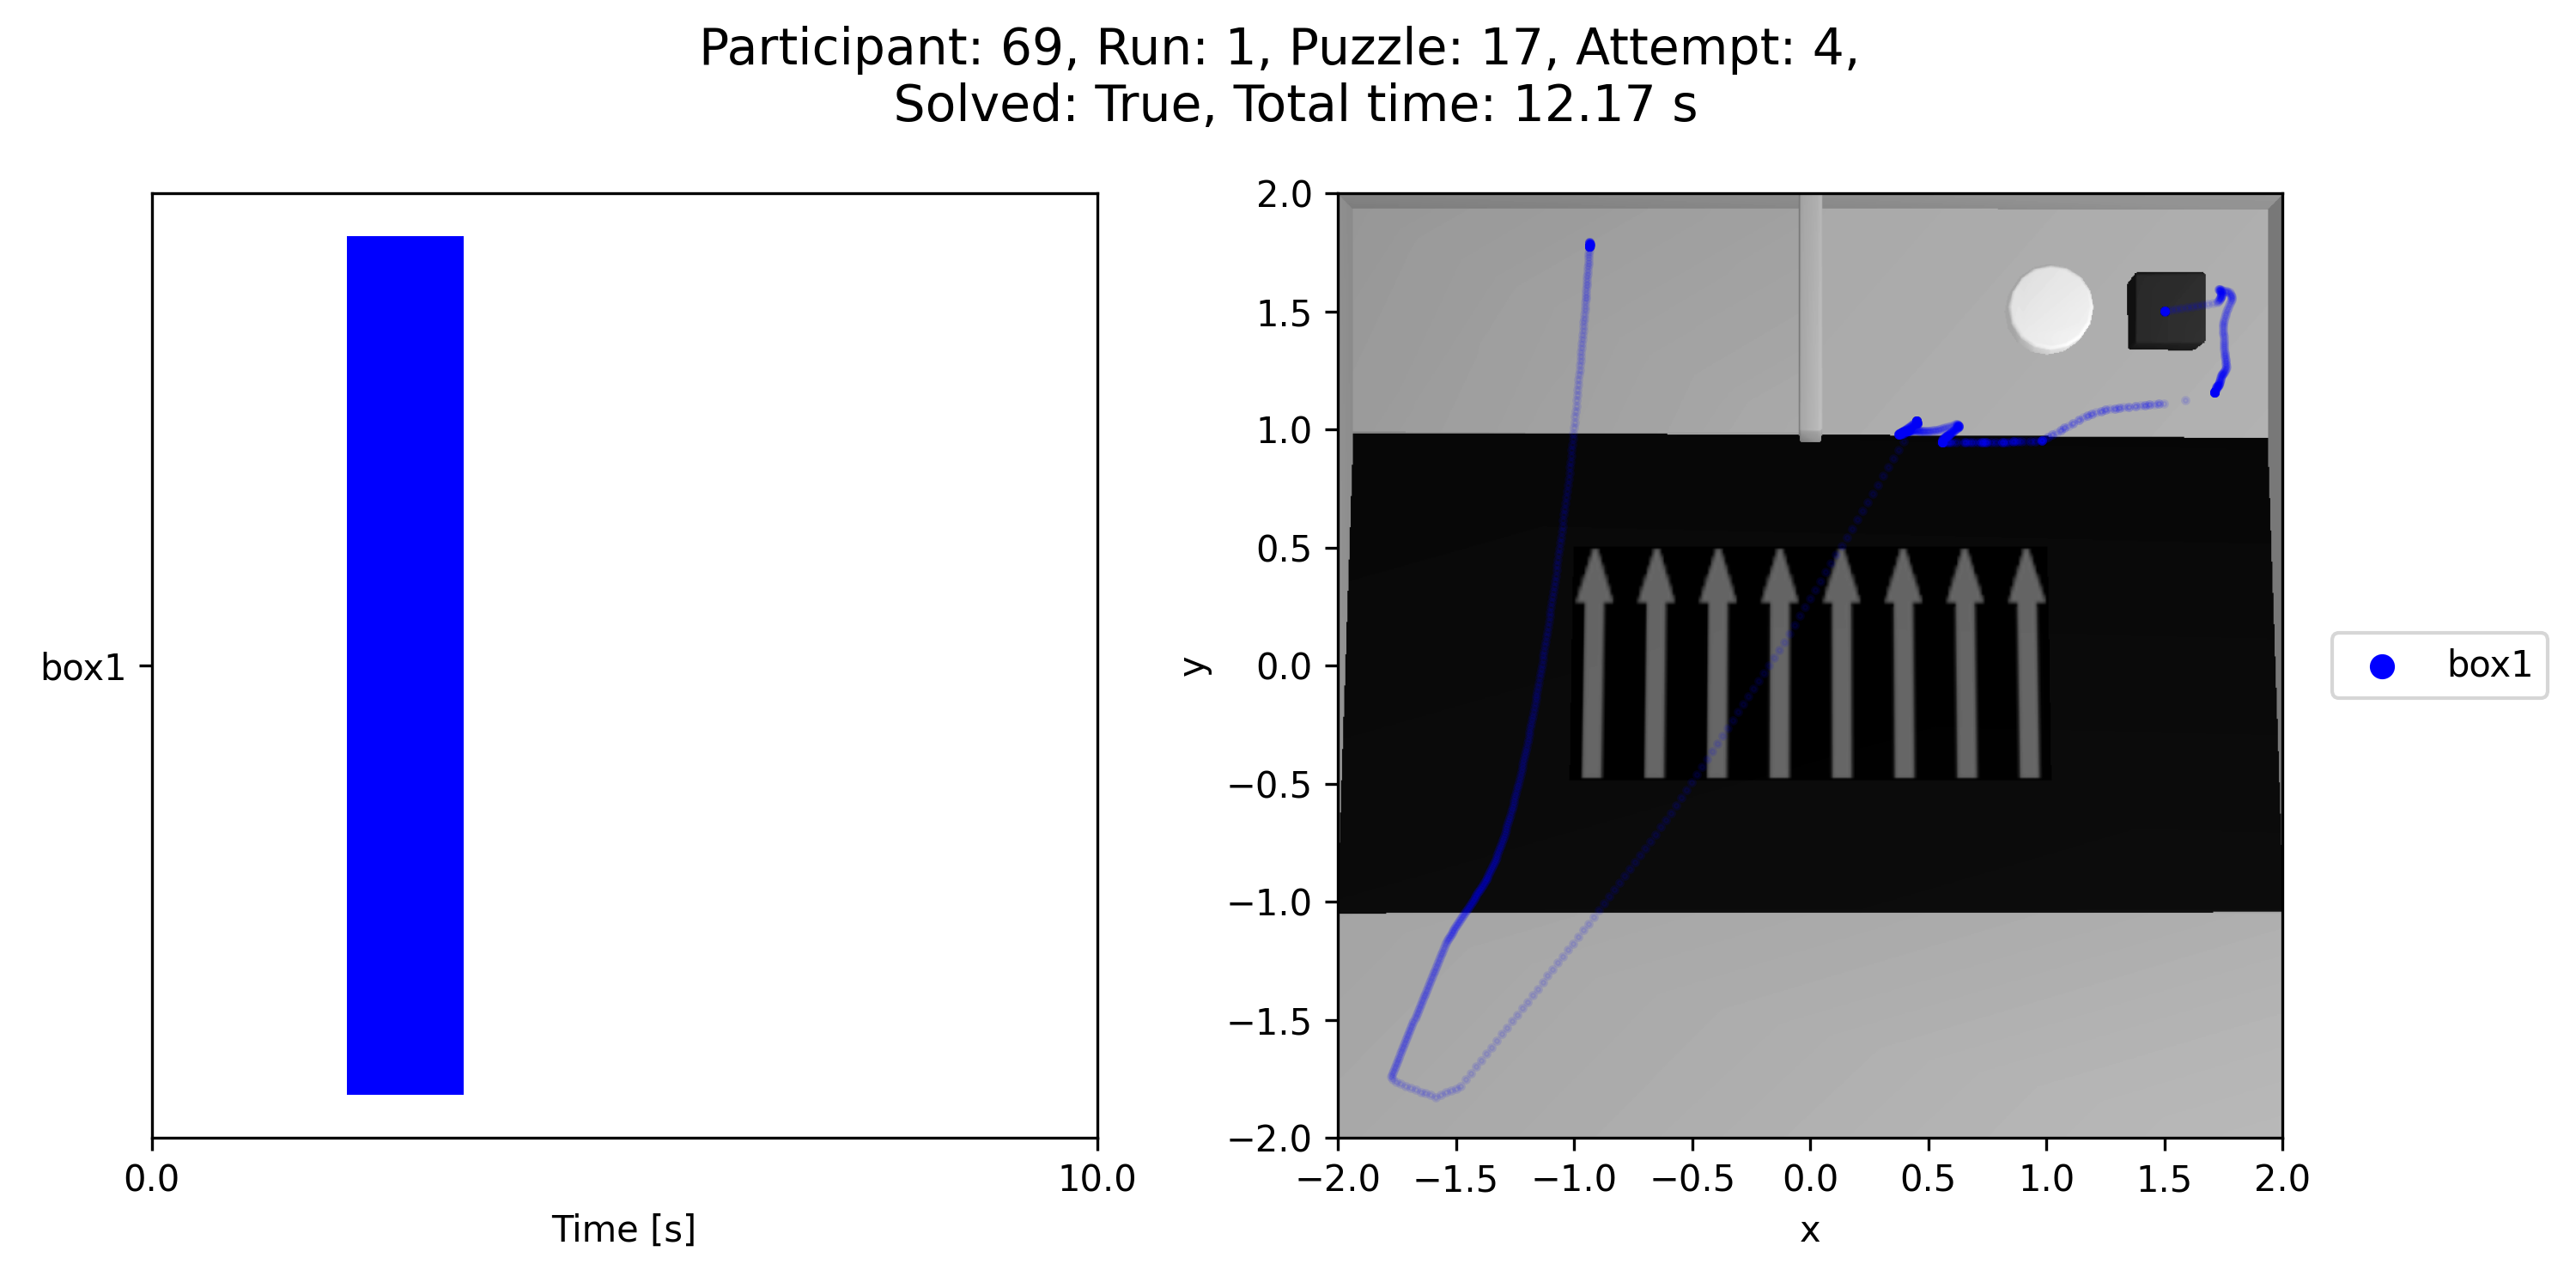 Participant: 69, Run: 1, Puzzle: 17, Attempt: 4,
Solved: True, Total time: 12.17 s
box1
0.0 10.0
Time [s]
2.0
1.5
1.0
0.5
0.0
−0.5
−1.0
−1.5
−2.0
y
−2.0 −1.5 −1.0 −0.5 0.0 0.5 1.0 1.5 2.0
x
box1